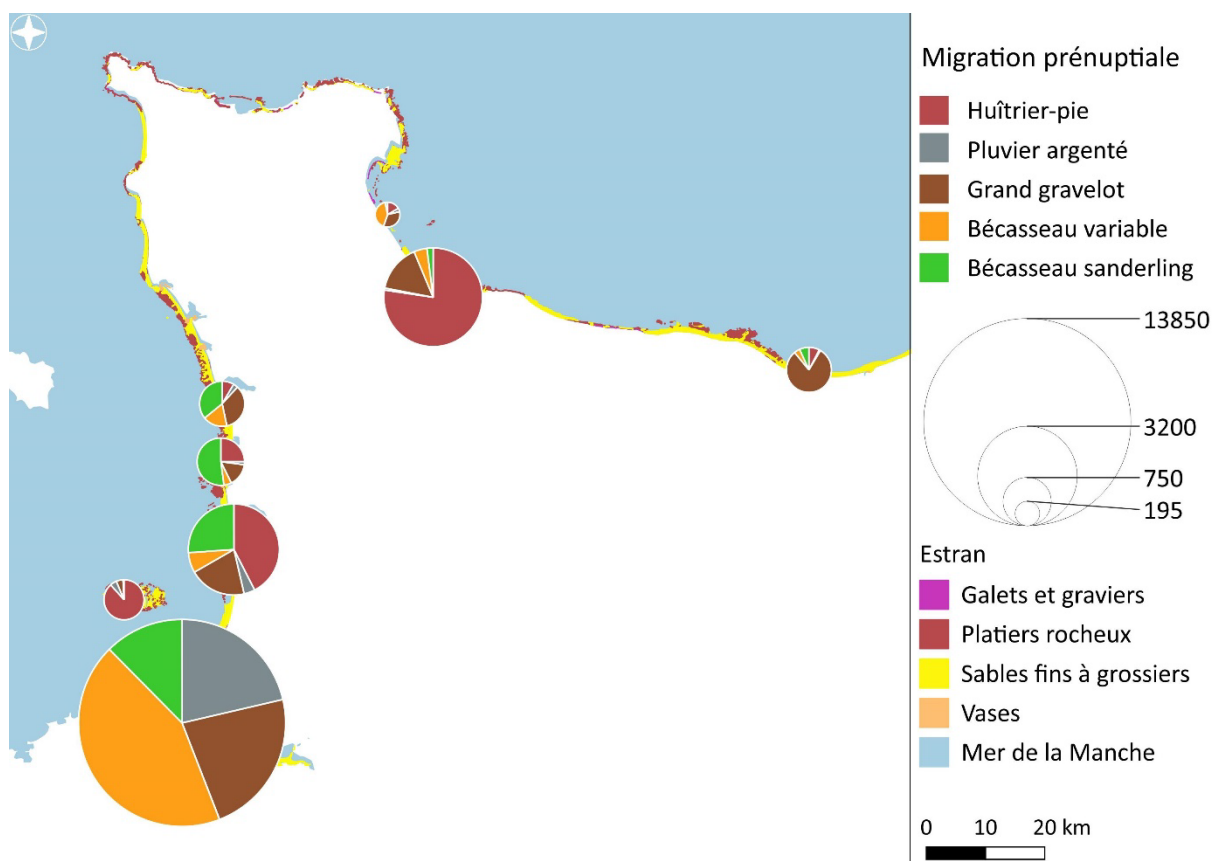 Migration prénuptiale
Huîtrier-pie
Pluvier argenté
Grand gravelot
Bécasseau variable
Bécasseau sanderling
13850
3200
750
195
Estran
Galets et graviers
Platiers rocheux
Sables fins à grossiers
Vases
Mer de la Manche
0 10 20 km